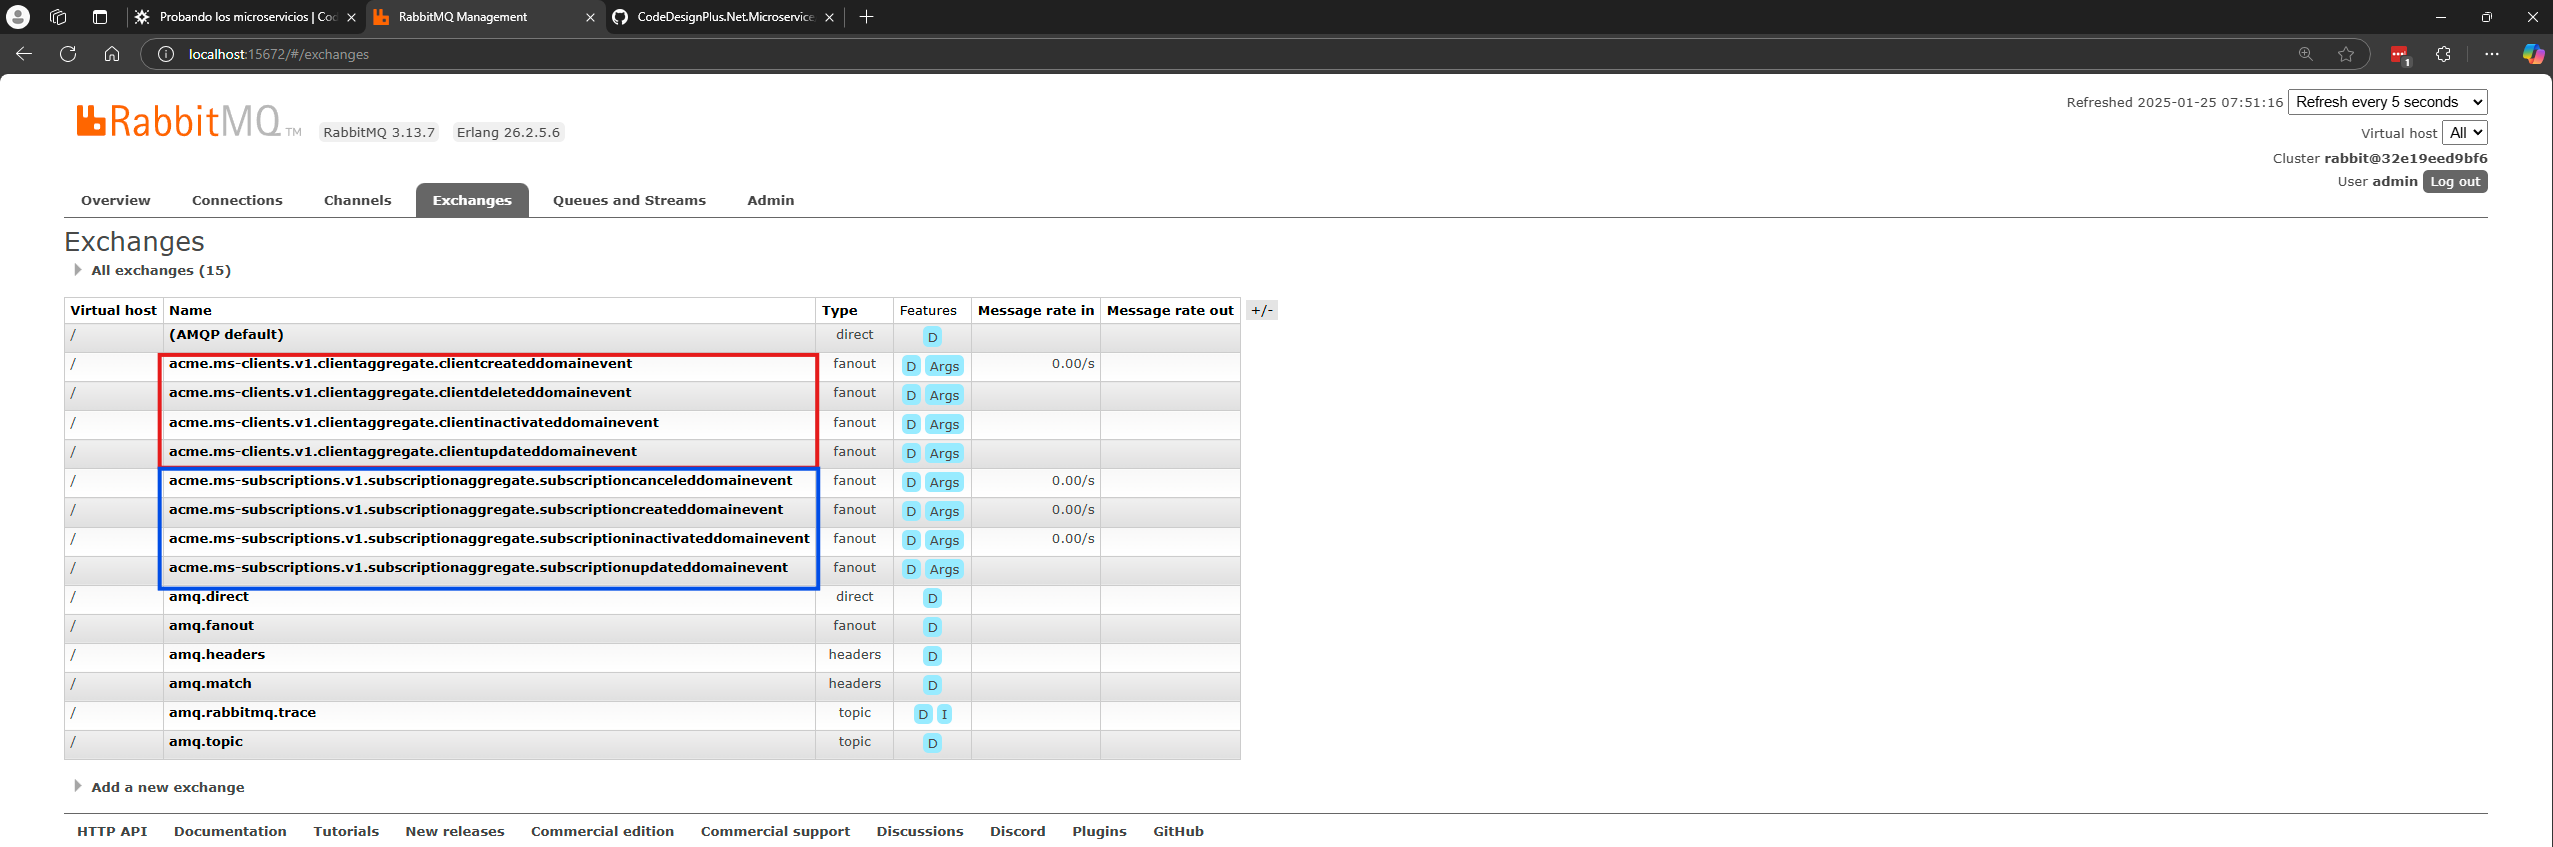 Probando los microservicios | Cod
RabbitMQ Management
CodeDesignPlus.Net.Microservice
localhost:15672/#/exchanges
1
RabbitMQ TM
RabbitMQ 3.13.7
Erlang 26.2.5.6
Refreshed 2025-01-25 07:51:16
Refresh every 5 seconds
Virtual host All
Cluster rabbit@32e19eed9bf6
User admin Log out
Overview Connections Channels Exchanges Queues and Streams Admin
Exchanges
All exchanges (15)
Virtual host Name Type Features Message rate in Message rate out +/-
/ (AMQP default) direct D
/ acme.ms-clients.v1.clientaggregate.clientcreateddomainevent fanout D Args 0.00/s
/ acme.ms-clients.v1.clientaggregate.clientdeleteddomainevent fanout D Args
/ acme.ms-clients.v1.clientaggregate.clientinactivateddomainevent fanout D Args
/ acme.ms-clients.v1.clientaggregate.clientupdateddomainevent fanout D Args
/ acme.ms-subscriptions.v1.subscriptionaggregate.subscriptioncanceleddomainevent fanout D Args 0.00/s
/ acme.ms-subscriptions.v1.subscriptionaggregate.subscriptioncreateddomainevent fanout D Args 0.00/s
/ acme.ms-subscriptions.v1.subscriptionaggregate.subscriptioninactivateddomainevent fanout D Args 0.00/s
/ acme.ms-subscriptions.v1.subscriptionaggregate.subscriptionupdateddomainevent fanout D Args
/ amq.direct direct D
/ amq.fanout fanout D
/ amq.headers headers D
/ amq.match headers D
/ amq.rabbitmq.trace topic D I
/ amq.topic topic D
Add a new exchange
HTTP API Documentation Tutorials New releases Commercial edition Commercial support Discussions Discord Plugins GitHub